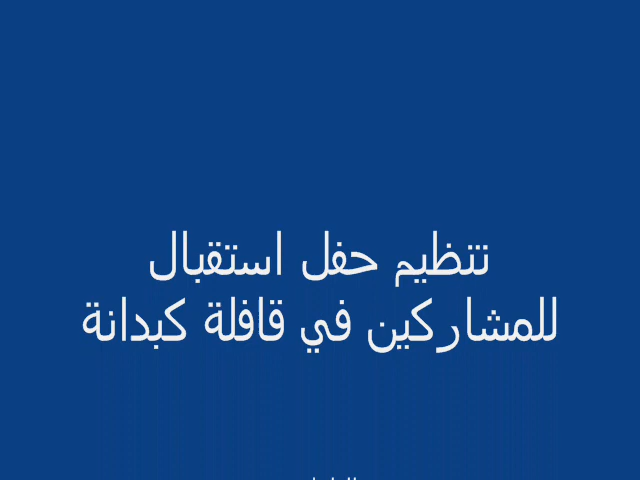 تنظيم حفل استقبال
للمشاركين في قافلة كبدانة